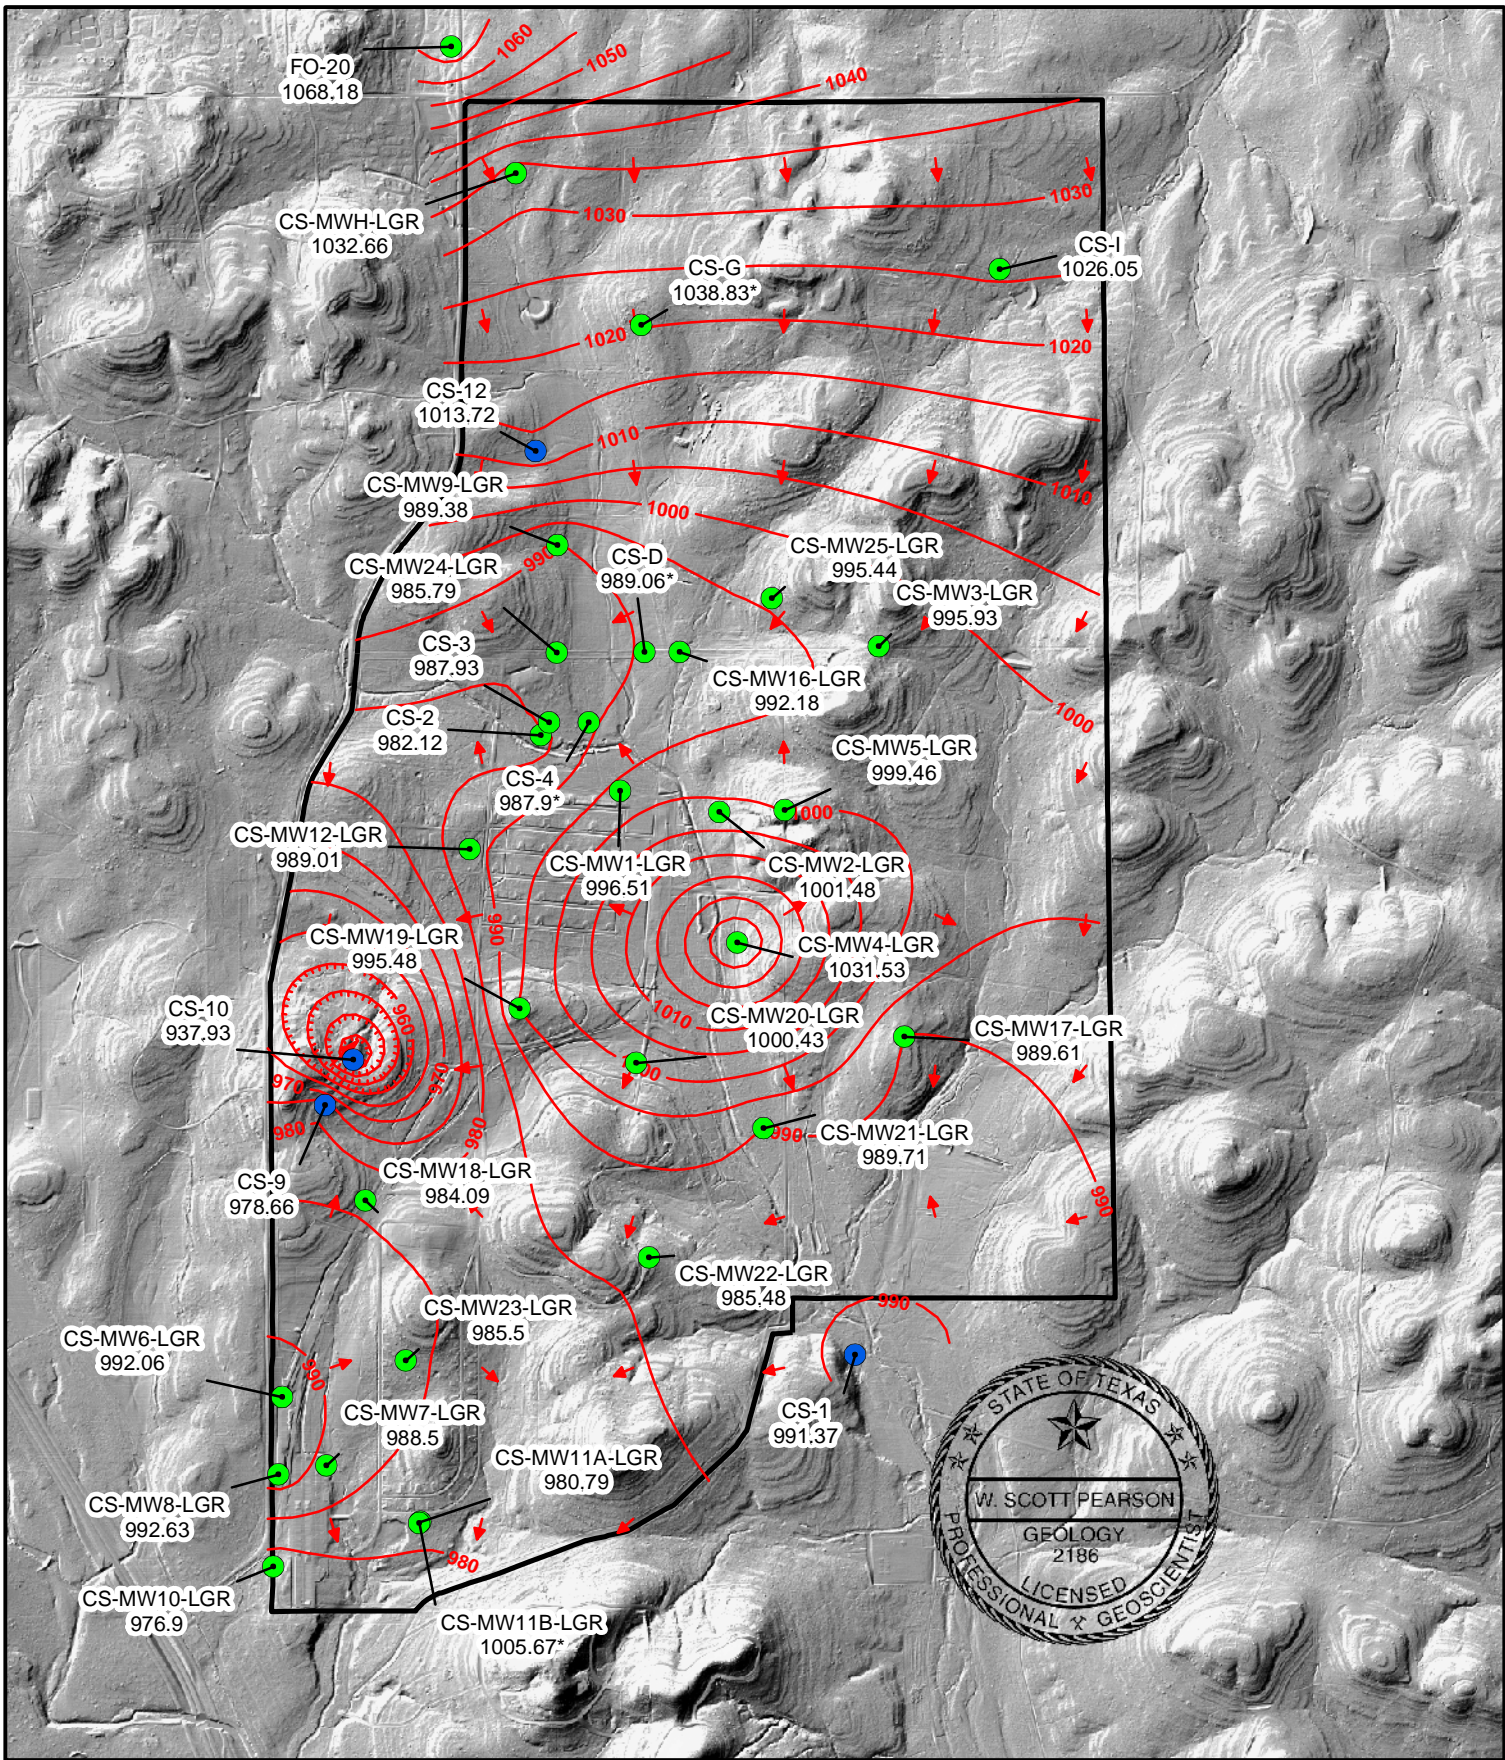 1060
FO-20
1068.18
1050
1040
1030
CS-MWH-LGR
1032.66
1030
CS-I
1026.05
CS-G
1038.83*
1020
1020
CS-12
1013.72
1010
1010
CS-MW9-LGR
989.38
1000
CS-MW25-LGR
995.44
990
CS-D
989.06*
CS-MW24-LGR
985.79
CS-MW3-LGR
995.93
CS-3
987.93
CS-MW16-LGR
992.18
1000
CS-2
982.12
CS-MW5-LGR
999.46
CS-4
987.9*
000
CS-MW12-LGR
989.01
CS-MW1-LGR
996.51
CS-MW2-LGR
1001.48
990
CS-MW19-LGR
995.48
CS-MW4-LGR
1031.53
CS-10
937.93
960
1010
CS-MW20-LGR
1000.43
CS-MW17-LGR
989.61
970
970
00
980
980
990
CS-MW21-LGR
989.71
CS-9
978.66
CS-MW18-LGR
984.09
990
CS-MW22-LGR
985.48
990
CS-MW23-LGR
985.5
CS-MW6-LGR
992.06
990
CS-MW7-LGR
988.5
CS-1
991.37
STATE OF TEXAS
CS-MW11A-LGR
980.79
CS-MW8-LGR
992.63
W. SCOTT PEARSON
GEOLOGY
2186
LICENSED
PROFESSIONAL GEOSCIENTIST
980
CS-MW10-LGR
976.9
CS-MW11B-LGR
1005.67*